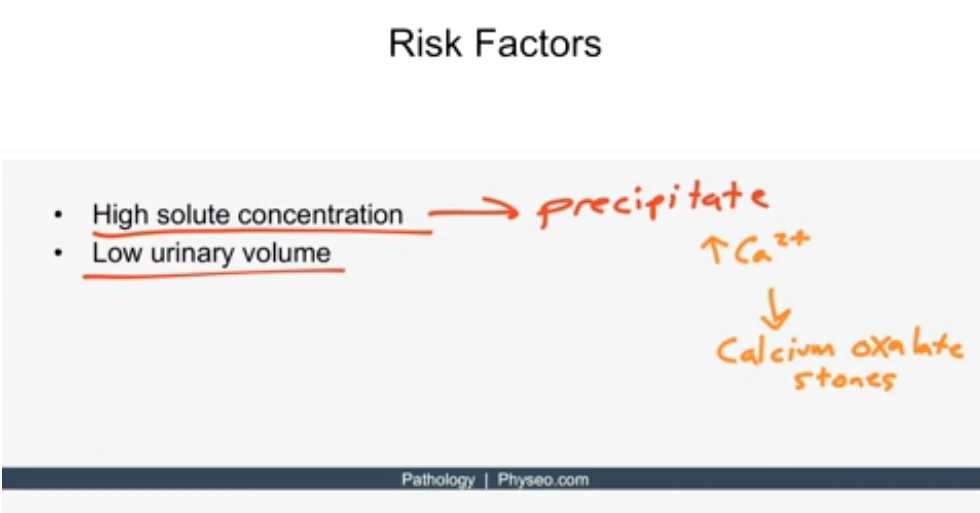 Risk Factors
• High solute concentration → precipitate
• Low urinary volume
↑ Ca²⁺
↓
Calcium oxalate
stones
Pathology | Physeo.com